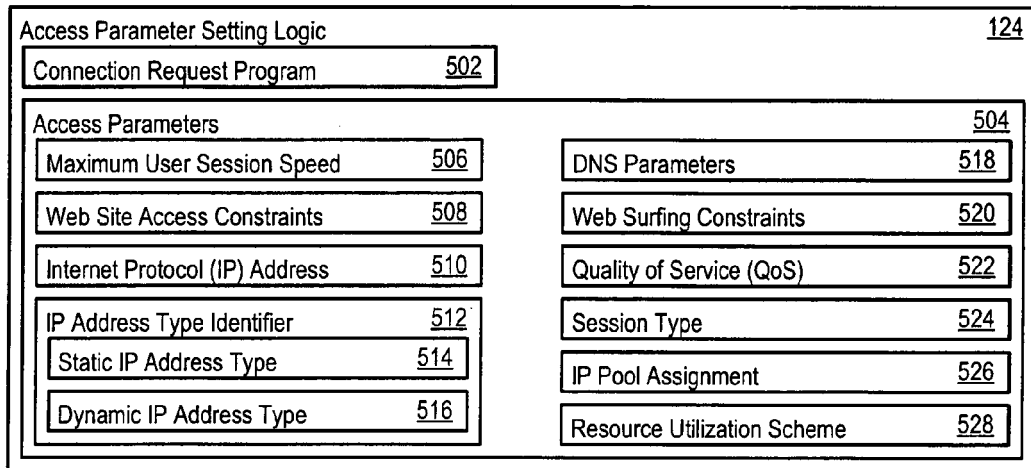 Access Parameter Setting Logic 124
Connection Request Program 502
Access Parameters 504
Maximum User Session Speed 506
Web Site Access Constraints 508
Internet Protocol (IP) Address 510
IP Address Type Identifier 512
Static IP Address Type 514
Dynamic IP Address Type 516
DNS Parameters 518
Web Surfing Constraints 520
Quality of Service (QoS) 522
Session Type 524
IP Pool Assignment 526
Resource Utilization Scheme 528